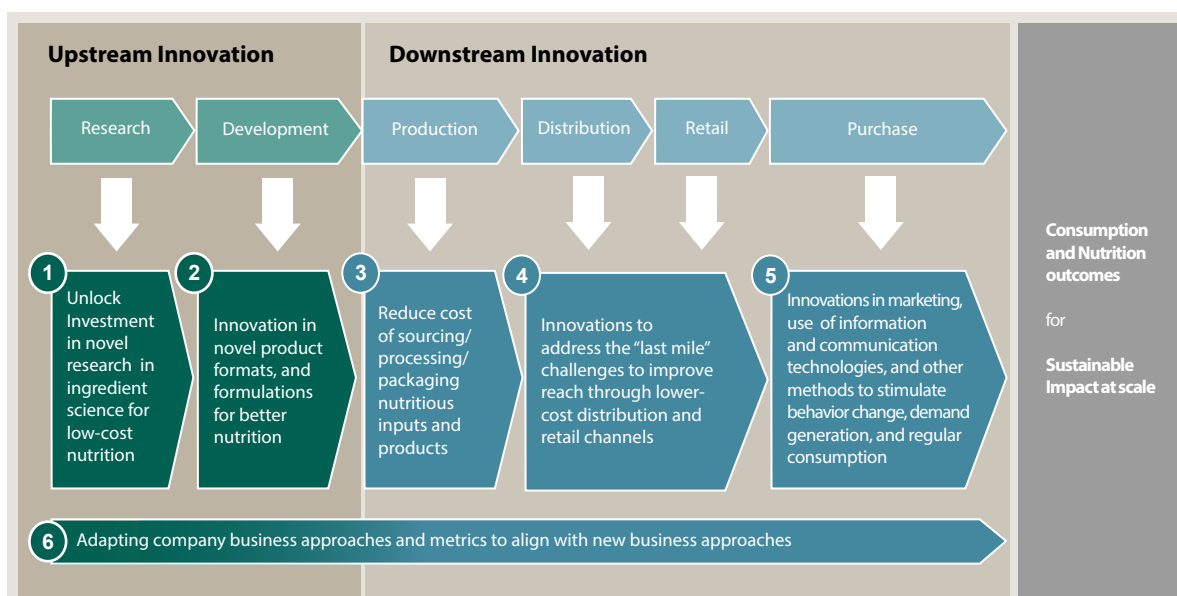 Upstream Innovation
Downstream Innovation
Research
Development
Production
Distribution
Retail
Purchase
1
Unlock
Investment
in novel
research in
ingredient
science for
low-cost
nutrition
2
Innovation in
novel product
formats, and
formulations
for better
nutrition
3
Reduce cost
of sourcing/
processing/
packaging
nutritious
inputs and
products
4
Innovations to
address the “last mile”
challenges to improve
reach through lower-
cost distribution and
retail channels
5
Innovations in marketing,
use of information
and communication
technologies, and other
methods to stimulate
behavior change, demand
generation, and regular
consumption
6
Adapting company business approaches and metrics to align with new business approaches
Consumption
and Nutrition
outcomes
for
Sustainable
Impact at scale